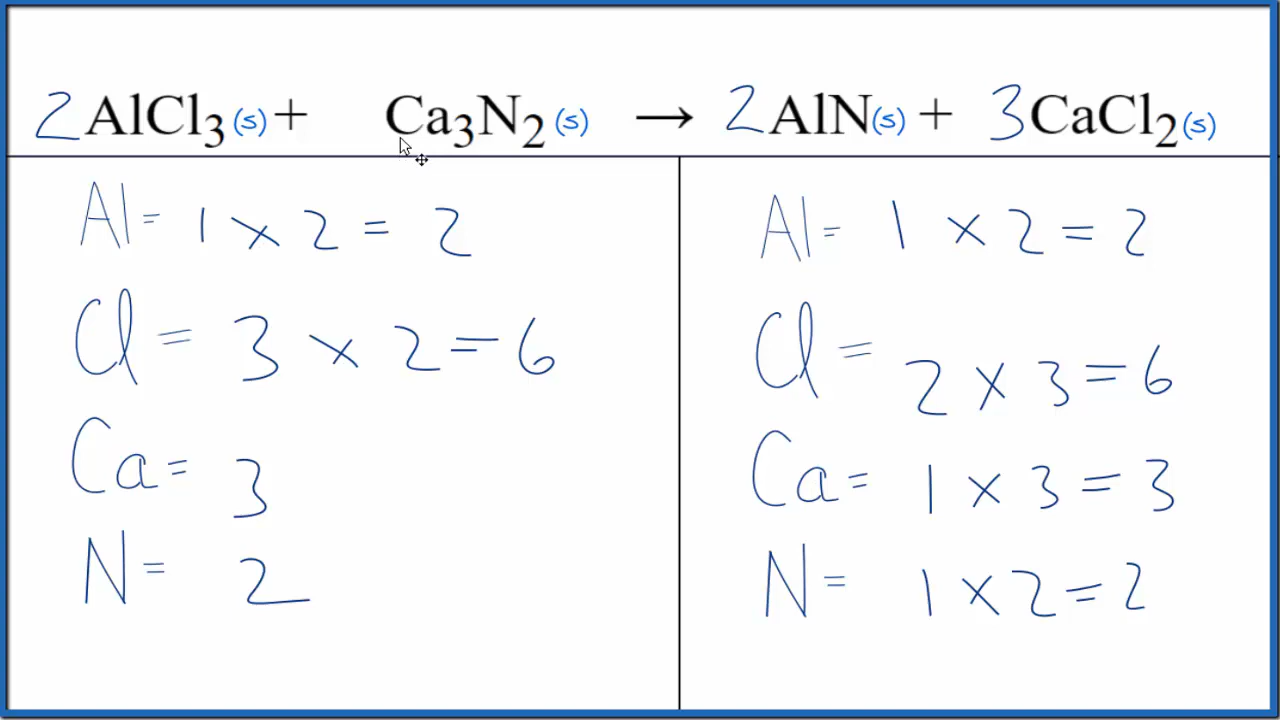 2AlCl₃(s) + Ca₃N₂(s) → 2AlN(s) + 3CaCl₂(s)
Al = 1 × 2 = 2
Cl = 3 × 2 = 6
Ca = 3
N = 2
Al = 1 × 2 = 2
Cl = 2 × 3 = 6
Ca = 1 × 3 = 3
N = 1 × 2 = 2